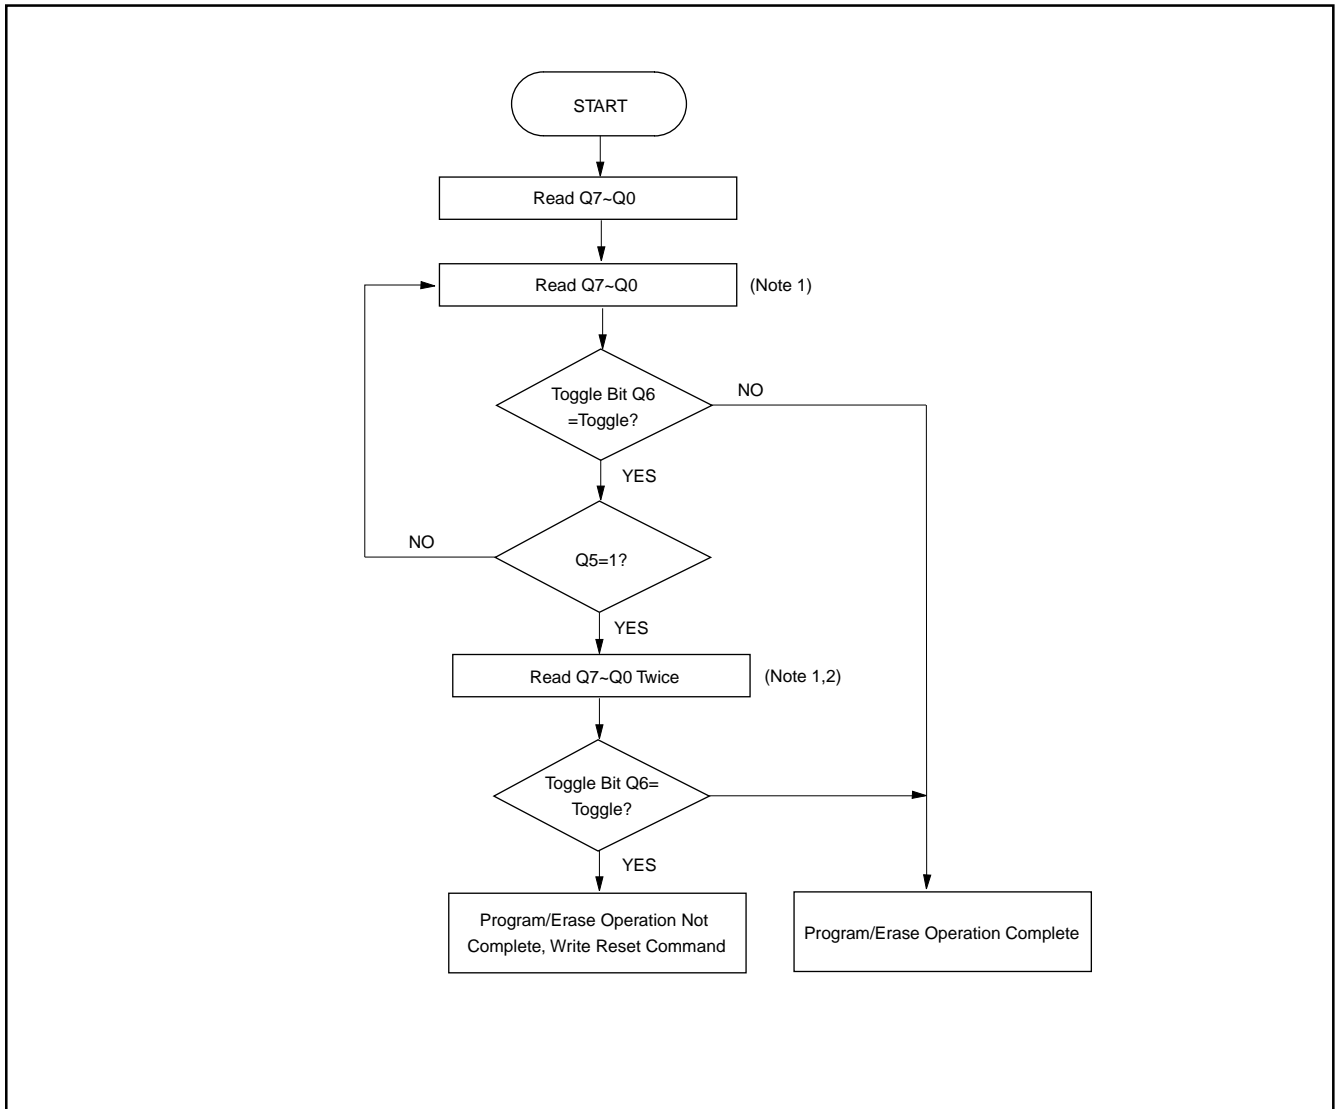 START
Read Q7~Q0
Read Q7~Q0
(Note 1)
Toggle Bit Q6
=Toggle?
NO
YES
NO
Q5=1?
YES
Read Q7~Q0 Twice
(Note 1,2)
Toggle Bit Q6=
Toggle?
YES
Program/Erase Operation Not
Complete, Write Reset Command
Program/Erase Operation Complete